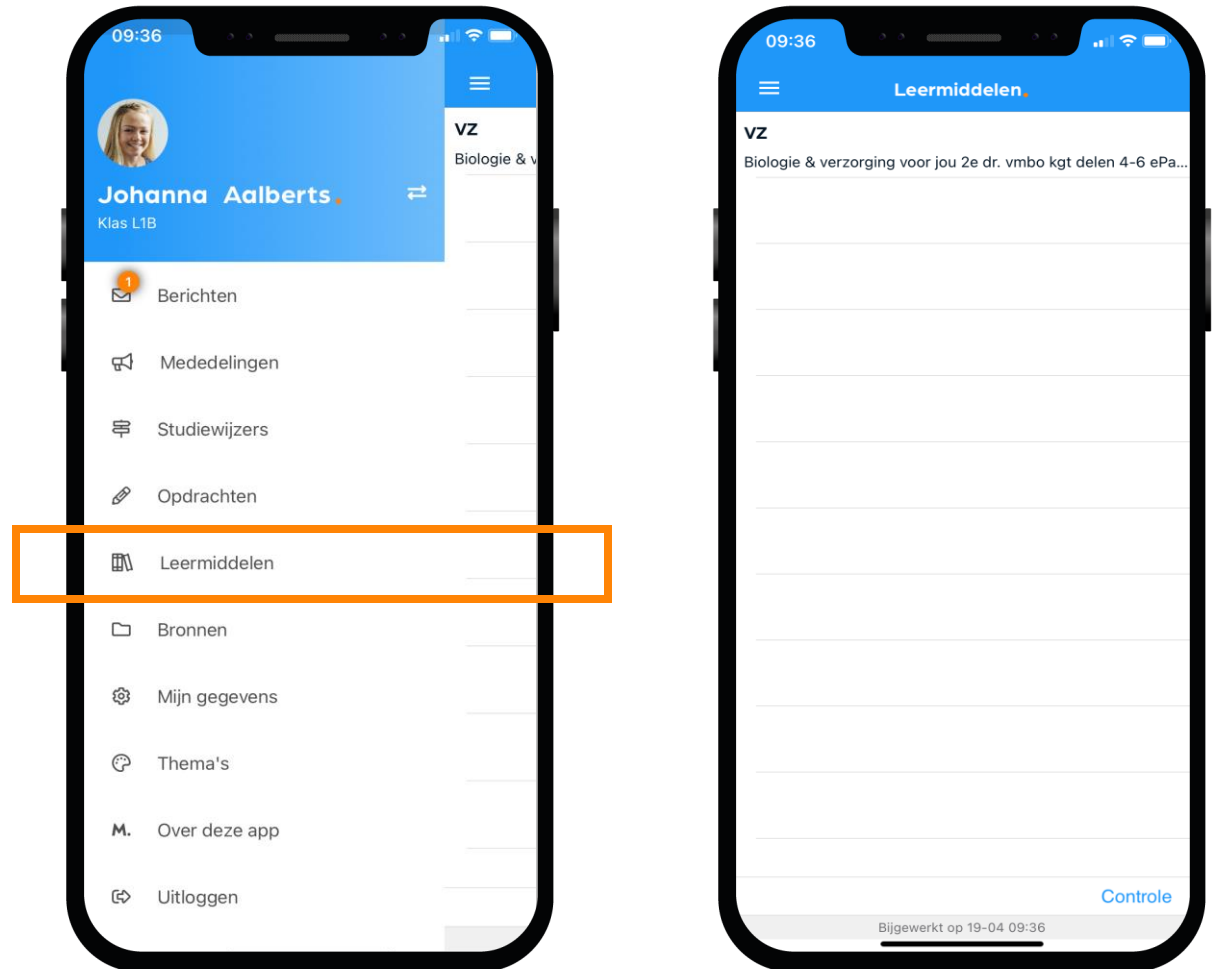 09:36
Johanna Aalberts.
Klas L1B
1
Berichten
Mededelingen
Studiewijzers
Opdrachten
Leermiddelen
Bronnen
Mijn gegevens
Thema's
M. Over deze app
Uitloggen
VZ
Biologie & v
09:36
Leermiddelen.
VZ
Biologie & verzorging voor jou 2e dr. vmbo kgt delen 4-6 ePa...
Controle
Bijgewerkt op 19-04 09:36